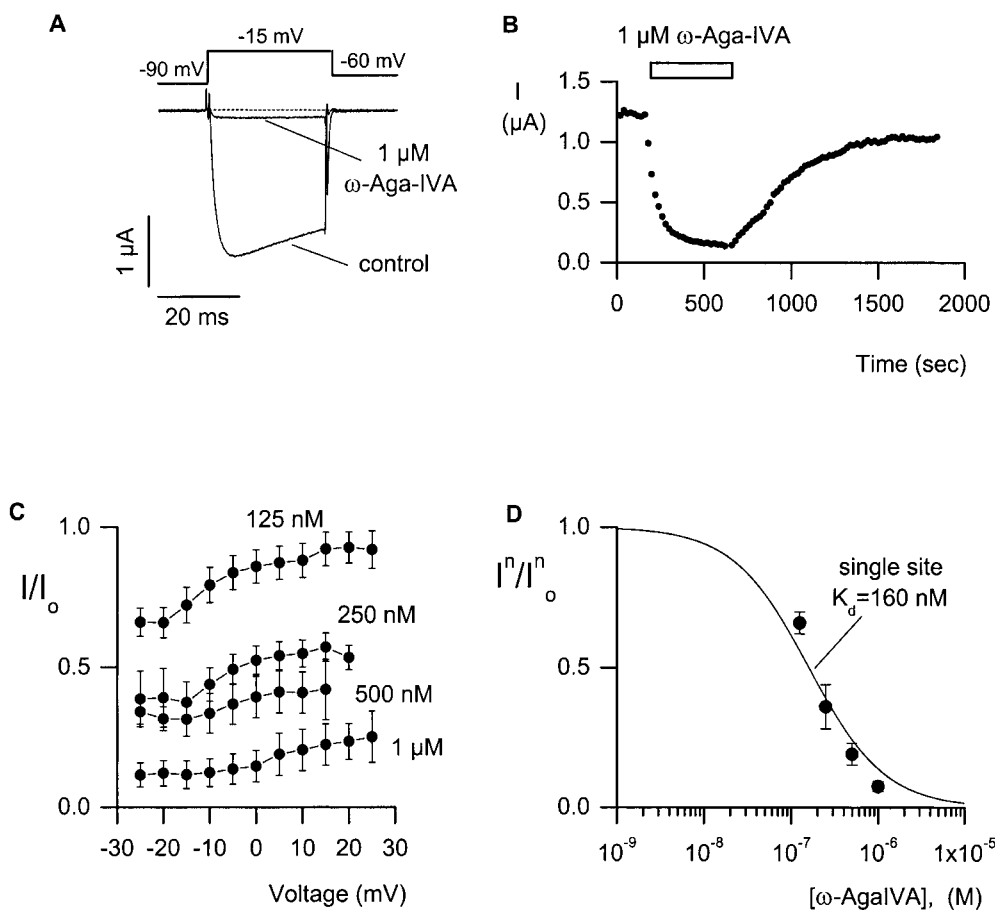 A
-15 mV
-90 mV
-60 mV
1 µM
ω-Aga-IVA
control
1 µA
20 ms
B
1 µM ω-Aga-IVA
I
(µA)
1.5
1.0
0.5
0.0
0 500 1000 1500 2000
Time (sec)
C
I/Io
1.0
0.5
0.0
125 nM
250 nM
500 nM
1 µM
-30 -20 -10 0 10 20 30
Voltage (mV)
D
Iⁿ/Iⁿo
1.0
0.5
0.0
single site
Kd=160 nM
10⁻⁹ 10⁻⁸ 10⁻⁷ 10⁻⁶ 1x10⁻⁵
[ω-AgaIVA], (M)